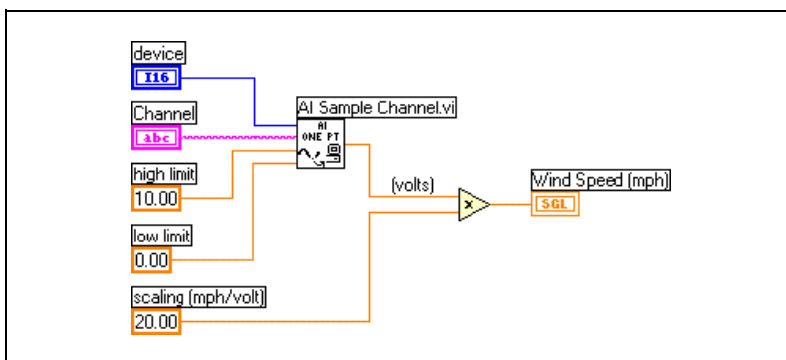 device
I16
Channel
abc
AI Sample Channel.vi
AI
ONE PT
high limit
10.00
(volts)
Wind Speed (mph)
x
SGL
low limit
0.00
scaling (mph/volt)
20.00